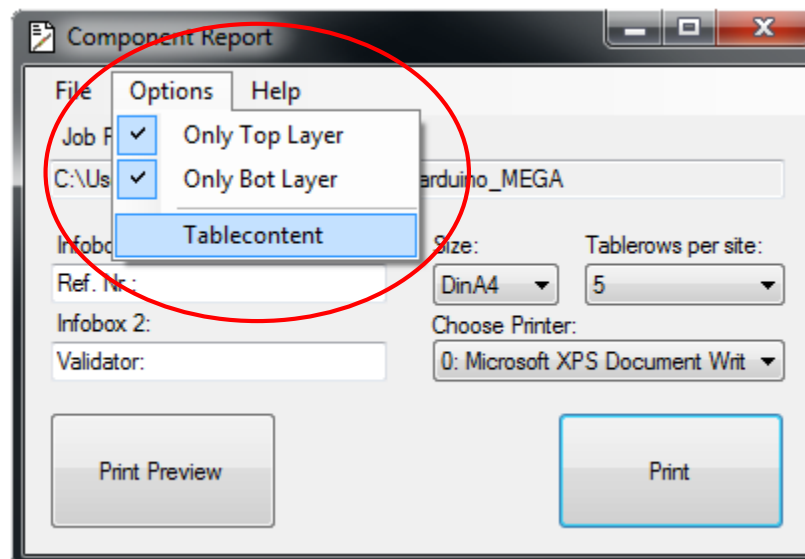 Component Report
File Options Help
Only Top Layer
Job
Only Bot Layer
C:\Us arduino_MEGA
Tablecontent
Size: Tablerows per site:
Ref. Nr.: DinA4 5
Infobox 2: Choose Printer:
Validator: 0: Microsoft XPS Document Writ
Print Preview Print